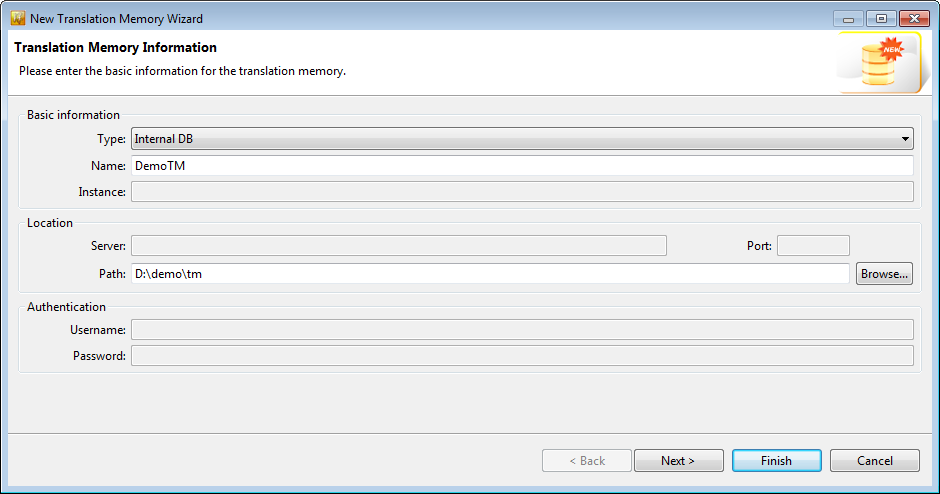 New Translation Memory Wizard
Translation Memory Information
Please enter the basic information for the translation memory.
NEW
Basic information
Type: Internal DB
Name: DemoTM
Instance:
Location
Server: Port:
Path: D:\demo\tm Browse...
Authentication
Username:
Password:
< Back Next > Finish Cancel